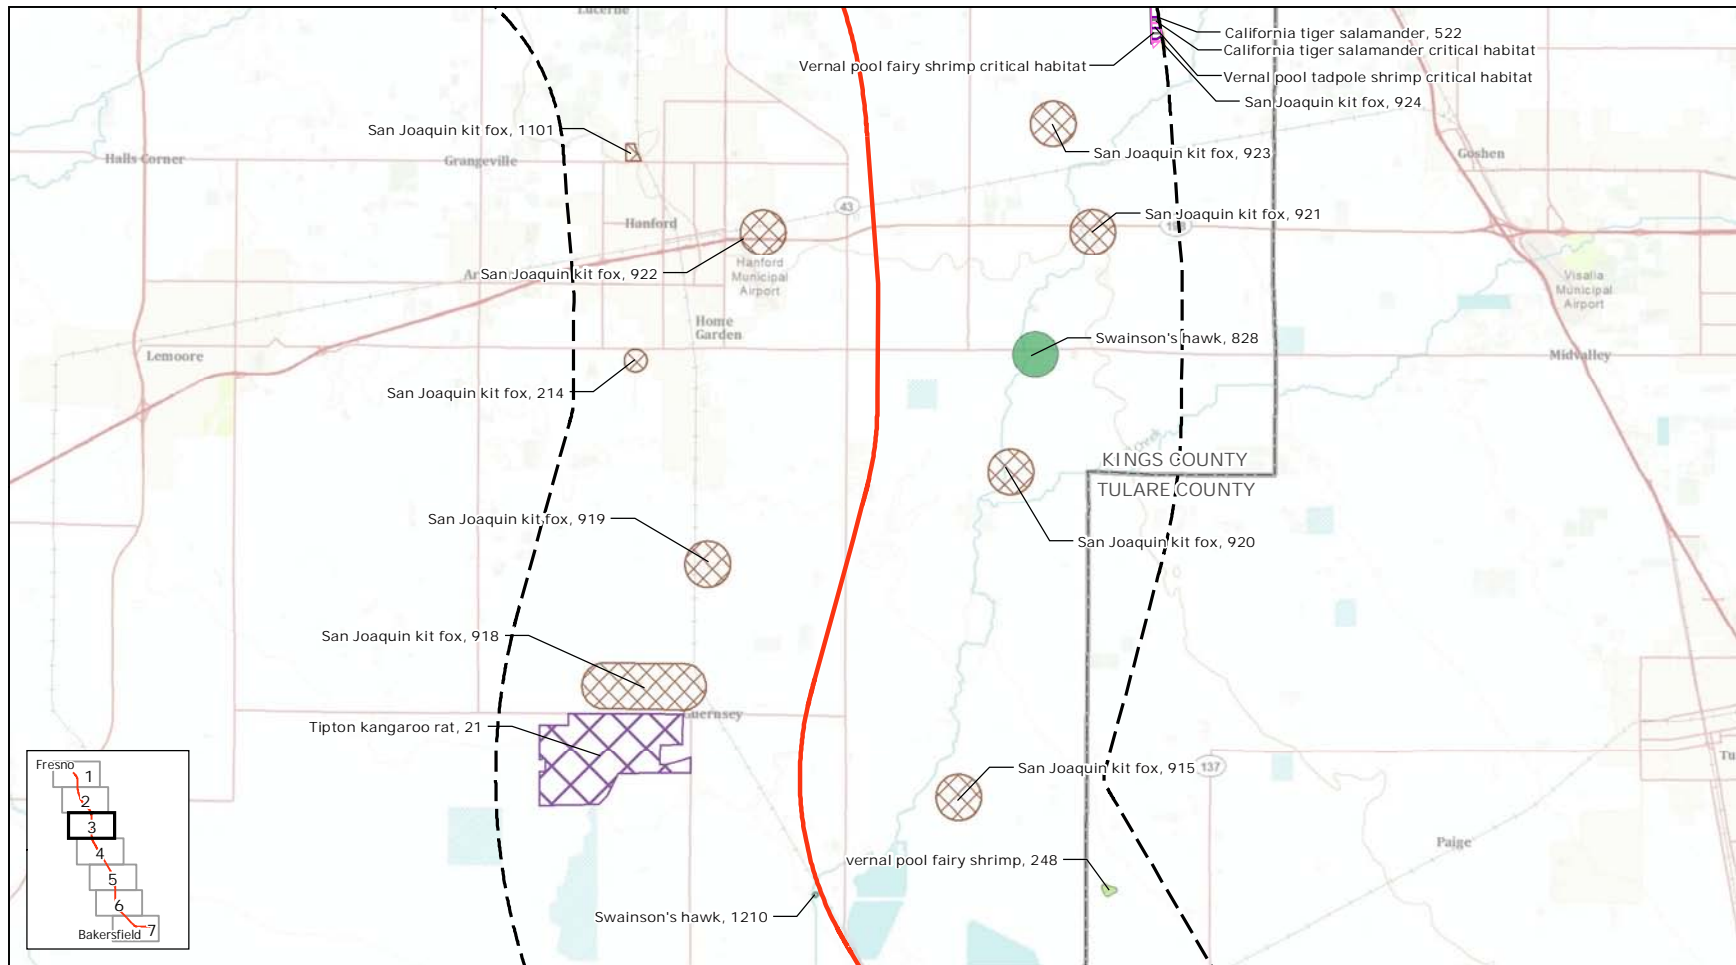 Lucerne
California tiger salamander, 522
California tiger salamander critical habitat
Vernal pool fairy shrimp critical habitat
Vernal pool tadpole shrimp critical habitat
San Joaquin kit fox, 924
San Joaquin kit fox, 1101
San Joaquin kit fox, 923
Halls Corner
Grangeville
Goshen
43
San Joaquin kit fox, 921
Hanford
San Joaquin kit fox, 922
Hanford
Municipal
Airport
Visalia
Municipal
Airport
Home
Garden
Swainson's hawk, 828
Lemoore
Midvalley
San Joaquin kit fox, 214
Creek
KINGS COUNTY
TULARE COUNTY
San Joaquin kit fox, 919
San Joaquin kit fox, 920
San Joaquin kit fox, 918
Guernsey
Tipton kangaroo rat, 21
San Joaquin kit fox, 915
137
Fresno
1
2
3
4
5
6
7
Bakersfield
Paige
vernal pool fairy shrimp, 248
Swainson's hawk, 1210